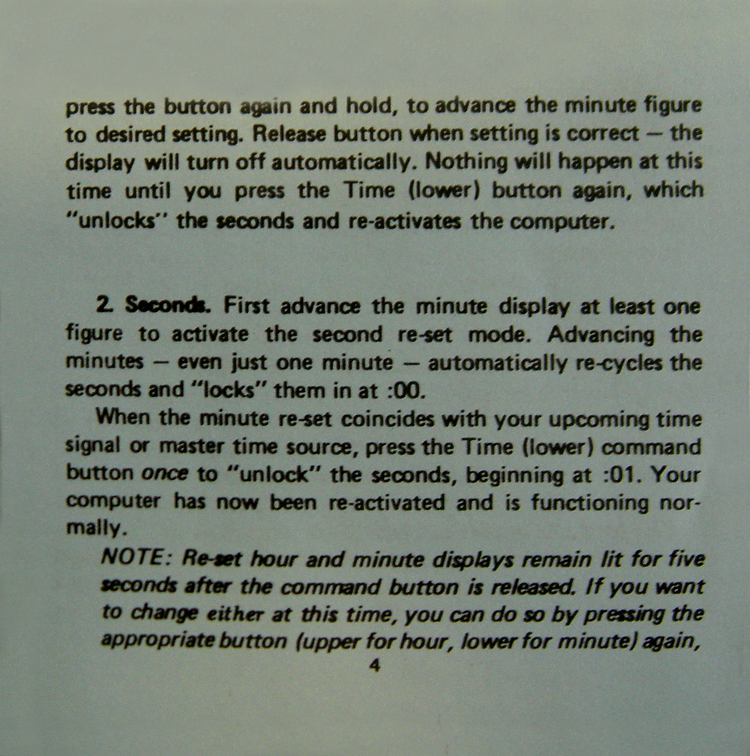 press the button again and hold, to advance the minute figure
to desired setting. Release button when setting is correct — the
display will turn off automatically. Nothing will happen at this
time until you press the Time (lower) button again, which
"unlocks" the seconds and re-activates the computer.
2. Seconds. First advance the minute display at least one
figure to activate the second re-set mode. Advancing the
minutes — even just one minute — automatically re-cycles the
seconds and "locks" them in at :00.
When the minute re-set coincides with your upcoming time
signal or master time source, press the Time (lower) command
button once to "unlock" the seconds, beginning at :01. Your
computer has now been re-activated and is functioning nor-
mally.
NOTE: Re-set hour and minute displays remain lit for five
seconds after the command button is released. If you want
to change either at this time, you can do so by pressing the
appropriate button (upper for hour, lower for minute) again,
4